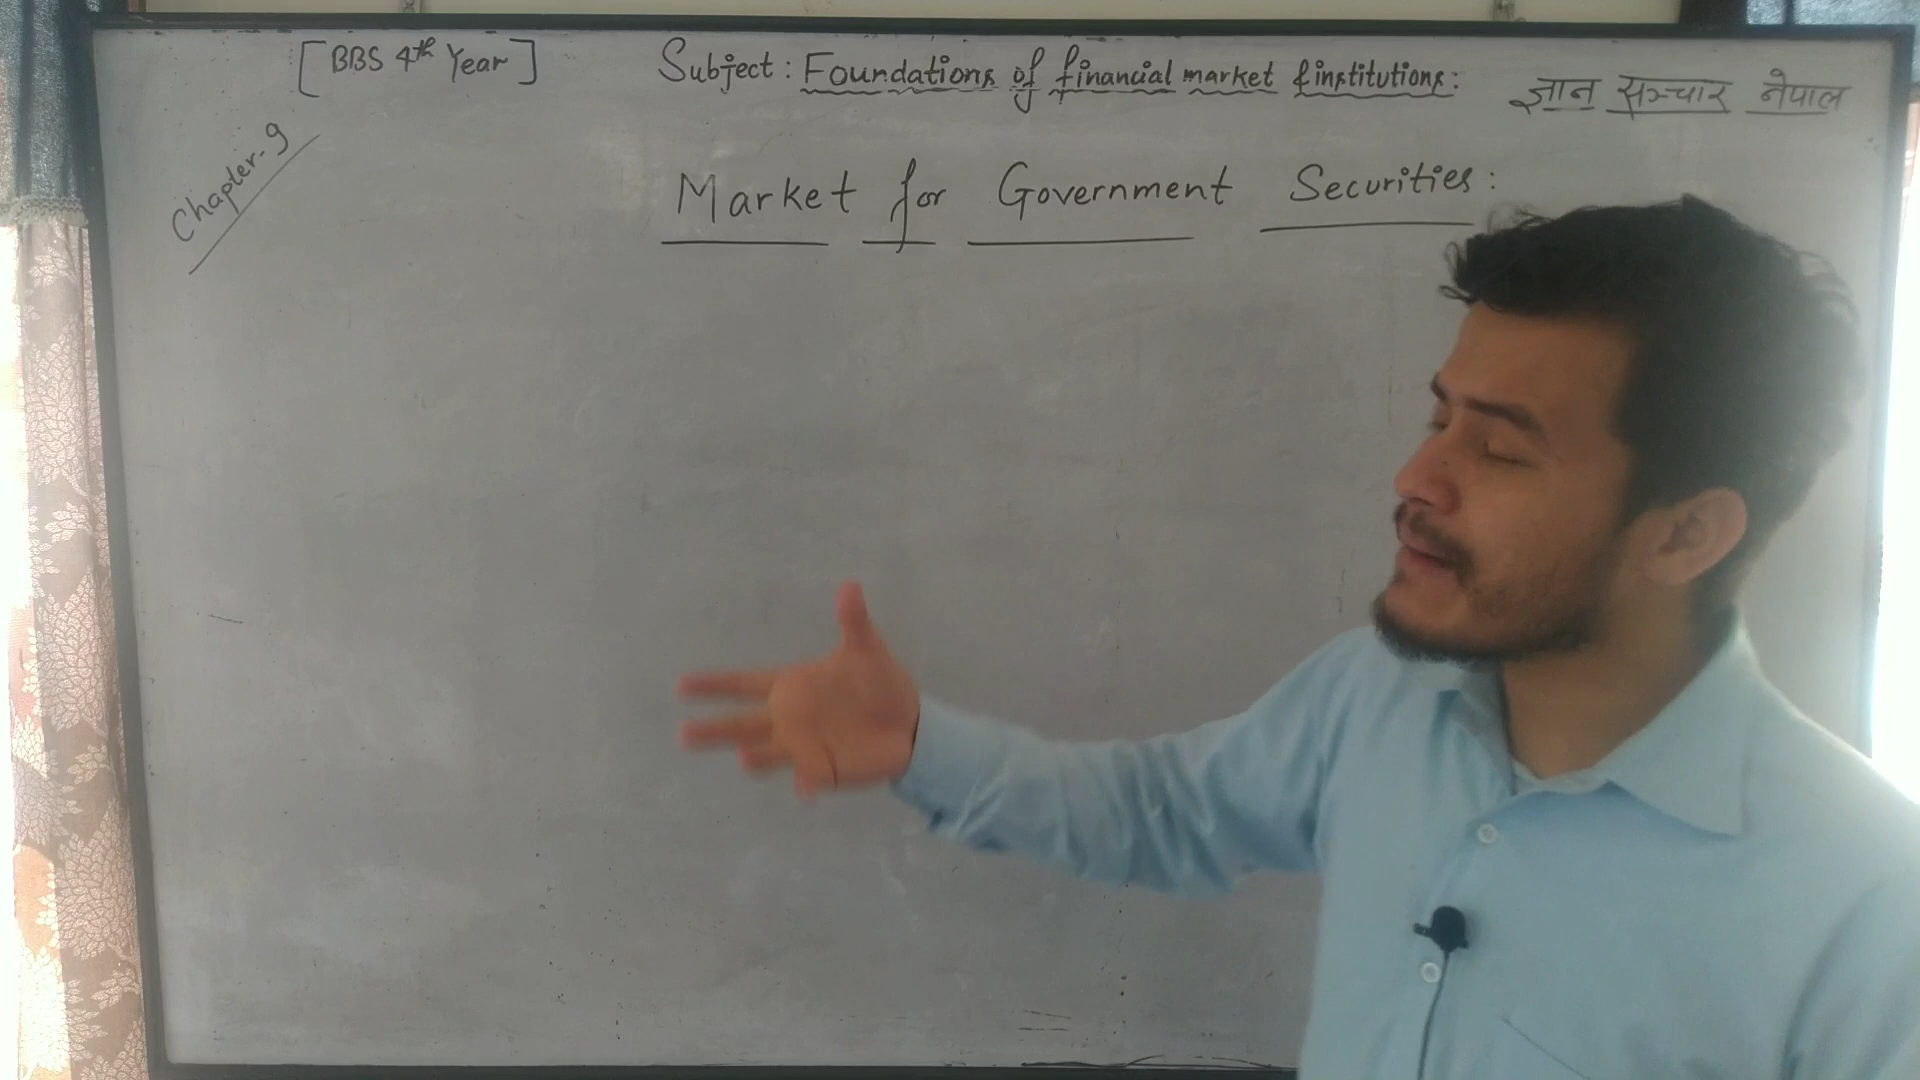 [BBS 4th Year]
Subject: Foundations of financial market & institutions:
ज्ञान सञ्चार नेपाल
Chapter-9
Market for Government Securities: